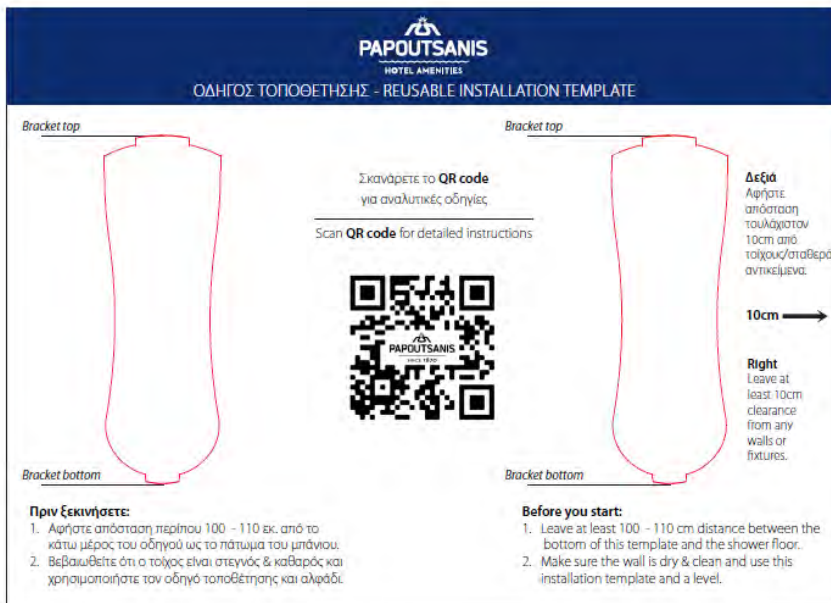 PAPOUTSANIS
HOTEL AMENITIES
ΟΔΗΓΟΣ ΤΟΠΟΘΕΤΗΣΗΣ - REUSABLE INSTALLATION TEMPLATE
Bracket top
Σκανάρετε το QR code
για αναλυτικές οδηγίες
Scan QR code for detailed instructions
PAPOUTSANIS
SINCE 1870
Bracket bottom
Bracket top
Δεξιά
Αφήστε
απόσταση
τουλάχιστον
10cm από
τοίχους/σταθερά
αντικείμενα.
10cm
Right
Leave at
least 10cm
clearance
from any
walls or
fixtures.
Bracket bottom
Πριν ξεκινήσετε:
1. Αφήστε απόσταση περίπου 100 - 110 εκ. από το
κάτω μέρος του οδηγού ως το πάτωμα του μπάνιου.
2. Βεβαιωθείτε ότι ο τοίχος είναι στεγνός & καθαρός και
χρησιμοποιήστε τον οδηγό τοποθέτησης και αλφάδι.
Before you start:
1. Leave at least 100 - 110 cm distance between the
bottom of this template and the shower floor.
2. Make sure the wall is dry & clean and use this
installation template and a level.